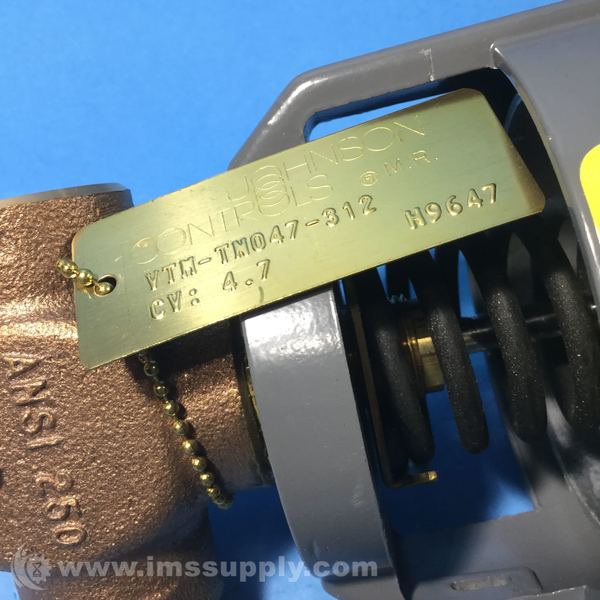 JOHNSON
CONTROLS ® M.R.
VTM-TM047-312 H9647
CV: 4.7
ANSI 250
www.imssupply.com